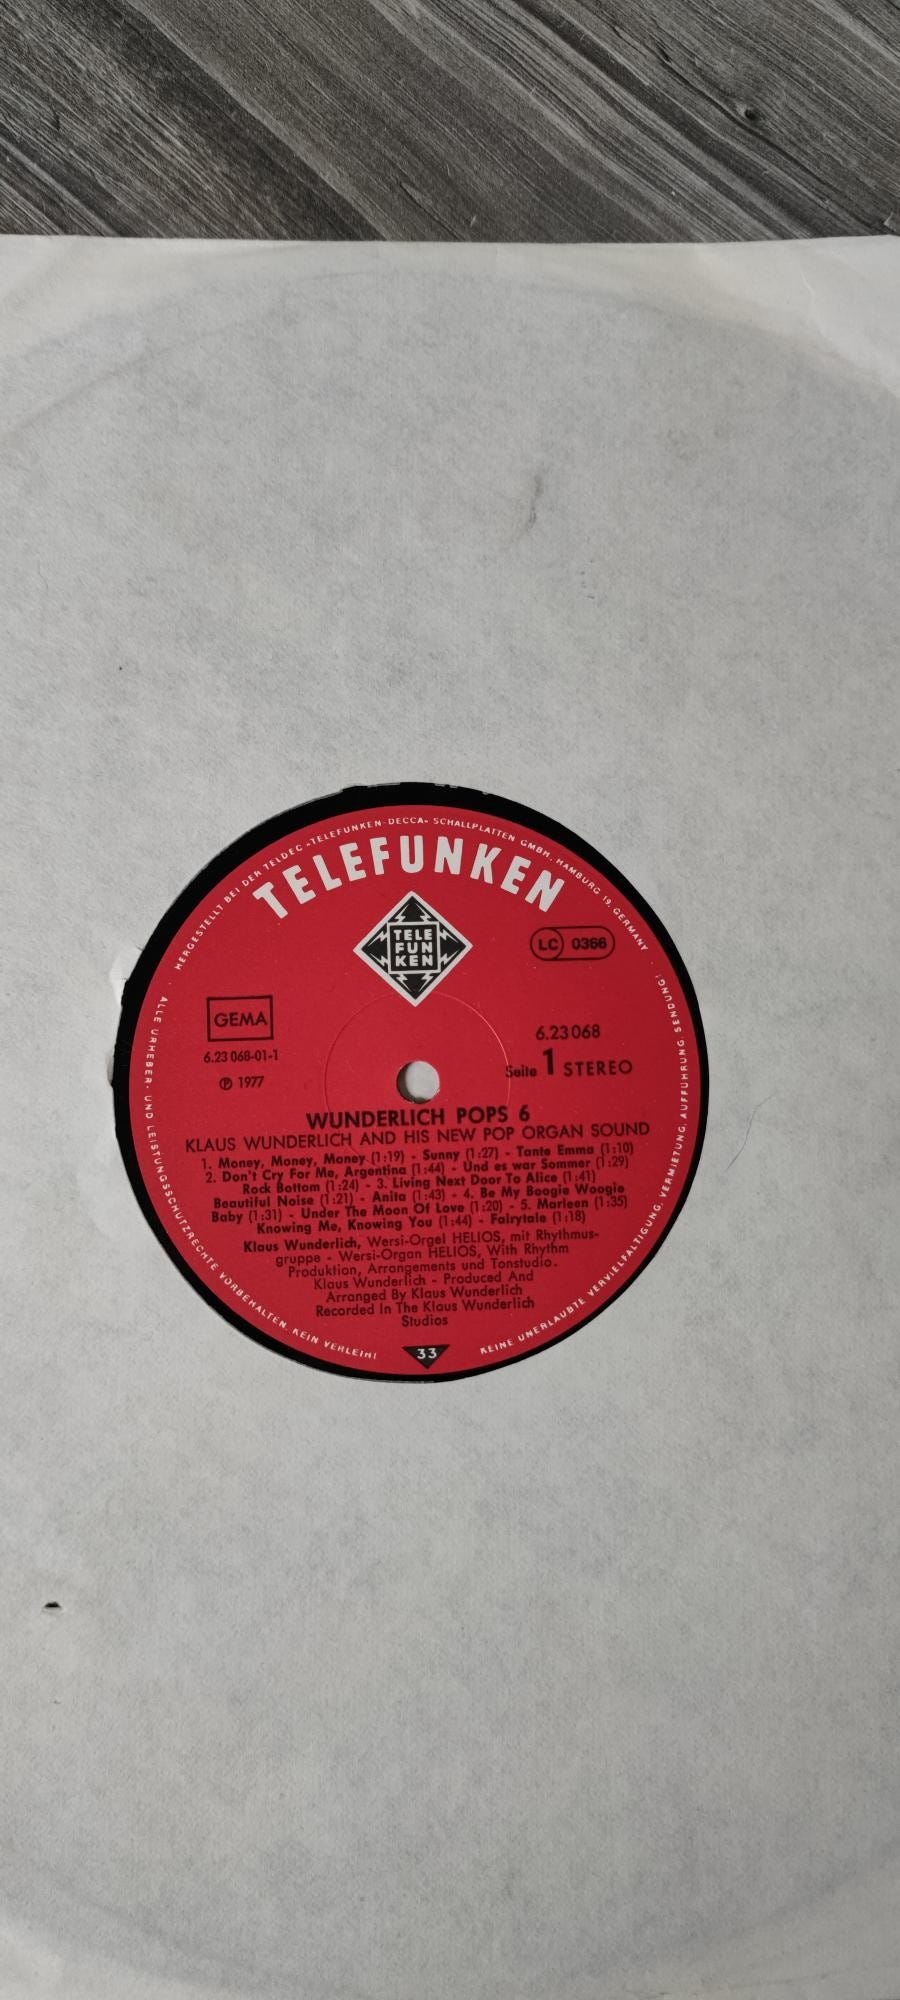 HERGESTELLT BEI DER TELDEC »TELEFUNKEN-DECCA« SCHALLPLATTEN GMBH, HAMBURG 19, GERMANY ·
TELEFUNKEN
TELE
FUN
KEN
LC 0366
GEMA
6.23 068-01-1
℗ 1977
6.23068
Seite 1 STEREO
WUNDERLICH POPS 6
KLAUS WUNDERLICH AND HIS NEW POP ORGAN SOUND
1. Money, Money, Money (1:19) - Sunny (1:27) - Tante Emma (1:10)
2. Don't Cry For Me, Argentina (1:44) - Und es war Sommer (1:29)
Rock Bottom (1:24) - 3. Living Next Door To Alice (1:41)
Beautiful Noise (1:21) - Anita (1:43) - 4. Be My Boogie Woogie
Baby (1:31) - Under The Moon Of Love (1:20) - 5. Marleen (1:35)
Knowing Me, Knowing You (1:44) - Fairytale (1:18)
Klaus Wunderlich, Wersi-Orgel HELIOS, mit Rhythmus-
gruppe - Wersi-Organ HELIOS, With Rhythm
Produktion, Arrangements und Tonstudio.
Klaus Wunderlich - Produced And
Arranged By Klaus Wunderlich
Recorded In The Klaus Wunderlich
Studios
33
· ALLE URHEBER- UND LEISTUNGSSCHUTZRECHTE VORBEHALTEN. KEIN VERLEIH!
KEINE UNERLAUBTE VERVIELFÄLTIGUNG, VERMIETUNG, AUFFÜHRUNG, SENDUNG!